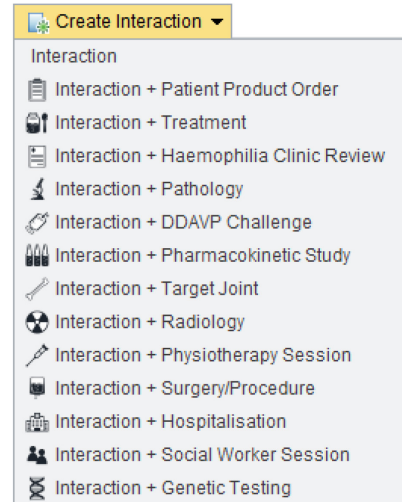 Create Interaction
Interaction
Interaction + Patient Product Order
Interaction + Treatment
Interaction + Haemophilia Clinic Review
Interaction + Pathology
Interaction + DDAVP Challenge
Interaction + Pharmacokinetic Study
Interaction + Target Joint
Interaction + Radiology
Interaction + Physiotherapy Session
Interaction + Surgery/Procedure
Interaction + Hospitalisation
Interaction + Social Worker Session
Interaction + Genetic Testing